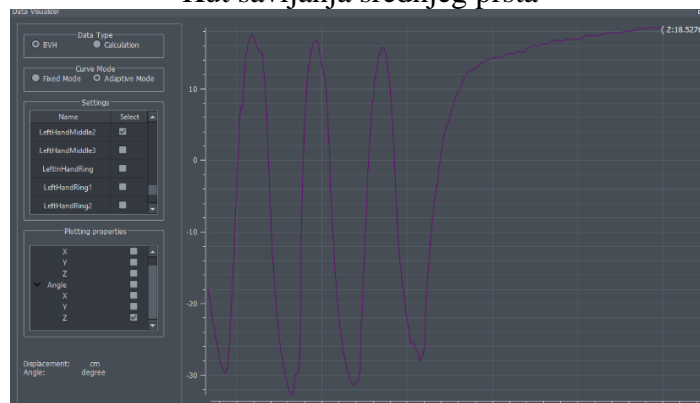 Kut savijanja srednjeg prsta
Data Visualizer
Data Type
BVH Calculation
Curve Mode
Fixed Mode Adaptive Mode
Settings
Name Select
LeftHandMiddle2
LeftHandMiddle3
LeftInHandRing
LeftHandRing1
LeftHandRing2
Plotting properties
X
Y
Z
Angle
X
Y
Z
Displacement: cm
Angle: degree
( Z:18.5276
10
0
-10
-20
-30